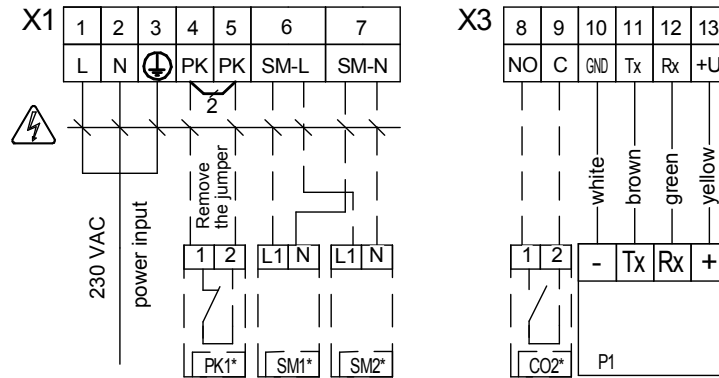 X1 1 2 3 4 5 6 7
L N PK PK SM-L SM-N
2
Remove
the jumper
230 VAC
power input
1 2 L1 N L1 N
PK1* SM1* SM2*
X3 8 9 10 11 12 13
NO C GND Tx Rx +U
white
brown
green
yellow
1 2 - Tx Rx +
CO2* P1